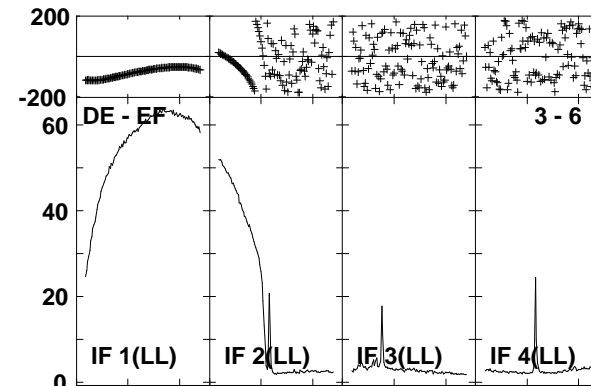 200
-200
DE - EF
3 - 6
60
40
20
0
IF 1(LL)
IF 2(LL)
IF 3(LL)
IF 4(LL)